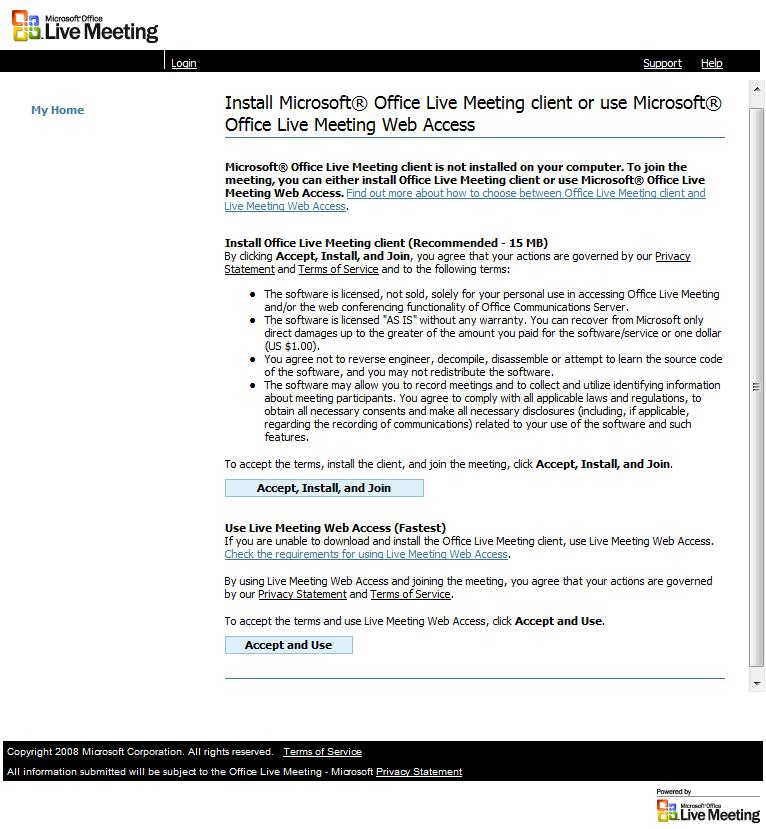 Microsoft® Office
Live Meeting
Login
Support
Help
My Home
Install Microsoft® Office Live Meeting client or use Microsoft®
Office Live Meeting Web Access
Microsoft® Office Live Meeting client is not installed on your computer. To join the
meeting, you can either install Office Live Meeting client or use Microsoft® Office Live
Meeting Web Access. Find out more about how to choose between Office Live Meeting client and
Live Meeting Web Access.
Install Office Live Meeting client (Recommended - 15 MB)
By clicking Accept, Install, and Join, you agree that your actions are governed by our Privacy
Statement and Terms of Service and to the following terms:
● The software is licensed, not sold, solely for your personal use in accessing Office Live Meeting
and/or the web conferencing functionality of Office Communications Server.
● The software is licensed "AS IS" without any warranty. You can recover from Microsoft only
direct damages up to the greater of the amount you paid for the software/service or one dollar
(US $1.00).
● You agree not to reverse engineer, decompile, disassemble or attempt to learn the source code
of the software, and you may not redistribute the software.
● The software may allow you to record meetings and to collect and utilize identifying information
about meeting participants. You agree to comply with all applicable laws and regulations, to
obtain all necessary consents and make all necessary disclosures (including, if applicable,
regarding the recording of communications) related to your use of the software and such
features.
To accept the terms, install the client, and join the meeting, click Accept, Install, and Join.
Accept, Install, and Join
Use Live Meeting Web Access (Fastest)
If you are unable to download and install the Office Live Meeting client, use Live Meeting Web Access.
Check the requirements for using Live Meeting Web Access.
By using Live Meeting Web Access and joining the meeting, you agree that your actions are governed
by our Privacy Statement and Terms of Service.
To accept the terms and use Live Meeting Web Access, click Accept and Use.
Accept and Use
Copyright 2008 Microsoft Corporation. All rights reserved. Terms of Service
All information submitted will be subject to the Office Live Meeting - Microsoft Privacy Statement
Powered by
Microsoft® Office
Live Meeting